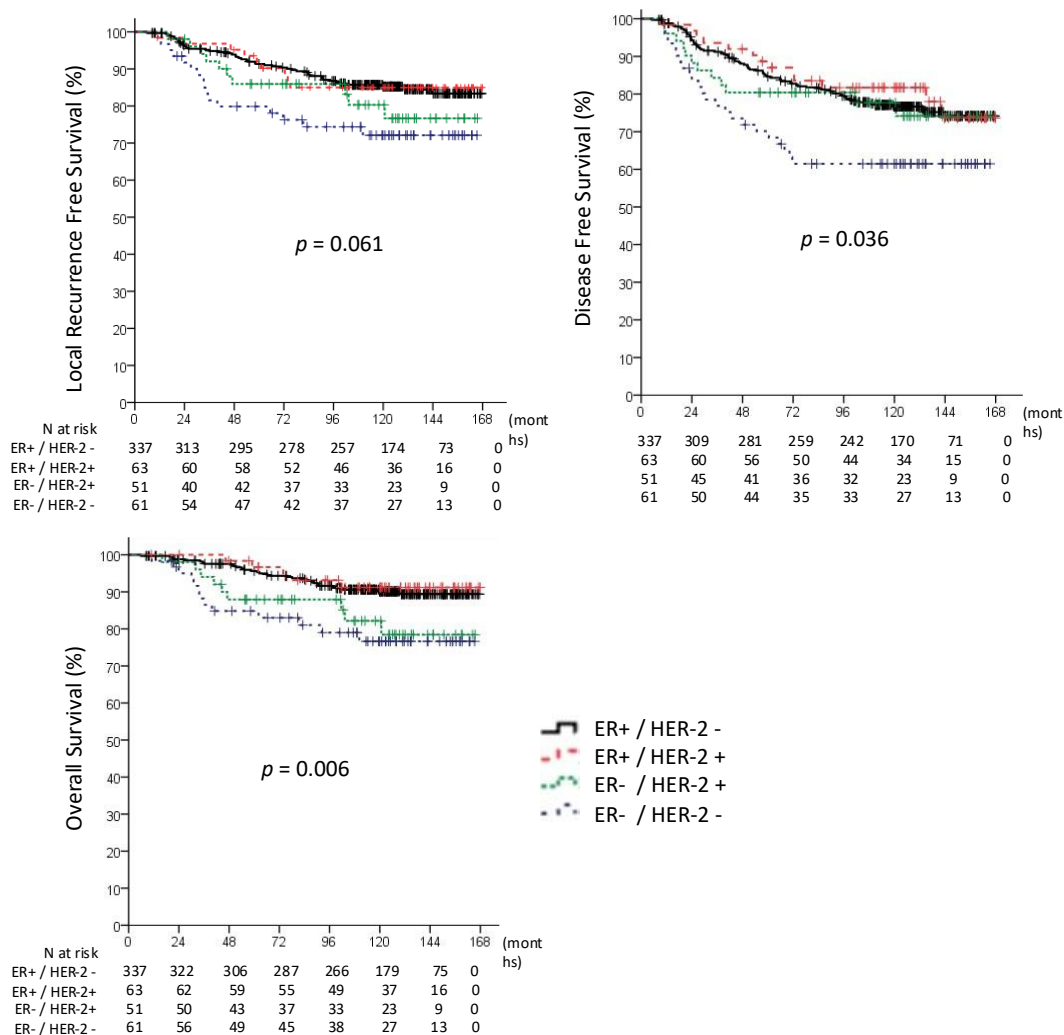 Local Recurrence Free Survival (%)
100
90
80
70
60
50
40
30
20
10
0
p = 0.061
0 24 48 72 96 120 144 168 (mont
hs)
N at risk
ER+ / HER-2 - 337 313 295 278 257 174 73 0
ER+ / HER-2+ 63 60 58 52 46 36 16 0
ER- / HER-2+ 51 40 42 37 33 23 9 0
ER- / HER-2 - 61 54 47 42 37 27 13 0
Disease Free Survival (%)
100
90
80
70
60
50
40
30
20
10
0
p = 0.036
0 24 48 72 96 120 144 168 (mont
hs)
337 309 281 259 242 170 71 0
63 60 56 50 44 34 15 0
51 45 41 36 32 23 9 0
61 50 44 35 33 27 13 0
Overall Survival (%)
100
90
80
70
60
50
40
30
20
10
0
p = 0.006
0 24 48 72 96 120 144 168 (mont
hs)
N at risk
ER+ / HER-2 - 337 322 306 287 266 179 75 0
ER+ / HER-2+ 63 62 59 55 49 37 16 0
ER- / HER-2+ 51 50 43 37 33 23 9 0
ER- / HER-2 - 61 56 49 45 38 27 13 0
ER+ / HER-2 -
ER+ / HER-2 +
ER- / HER-2 +
ER- / HER-2 -